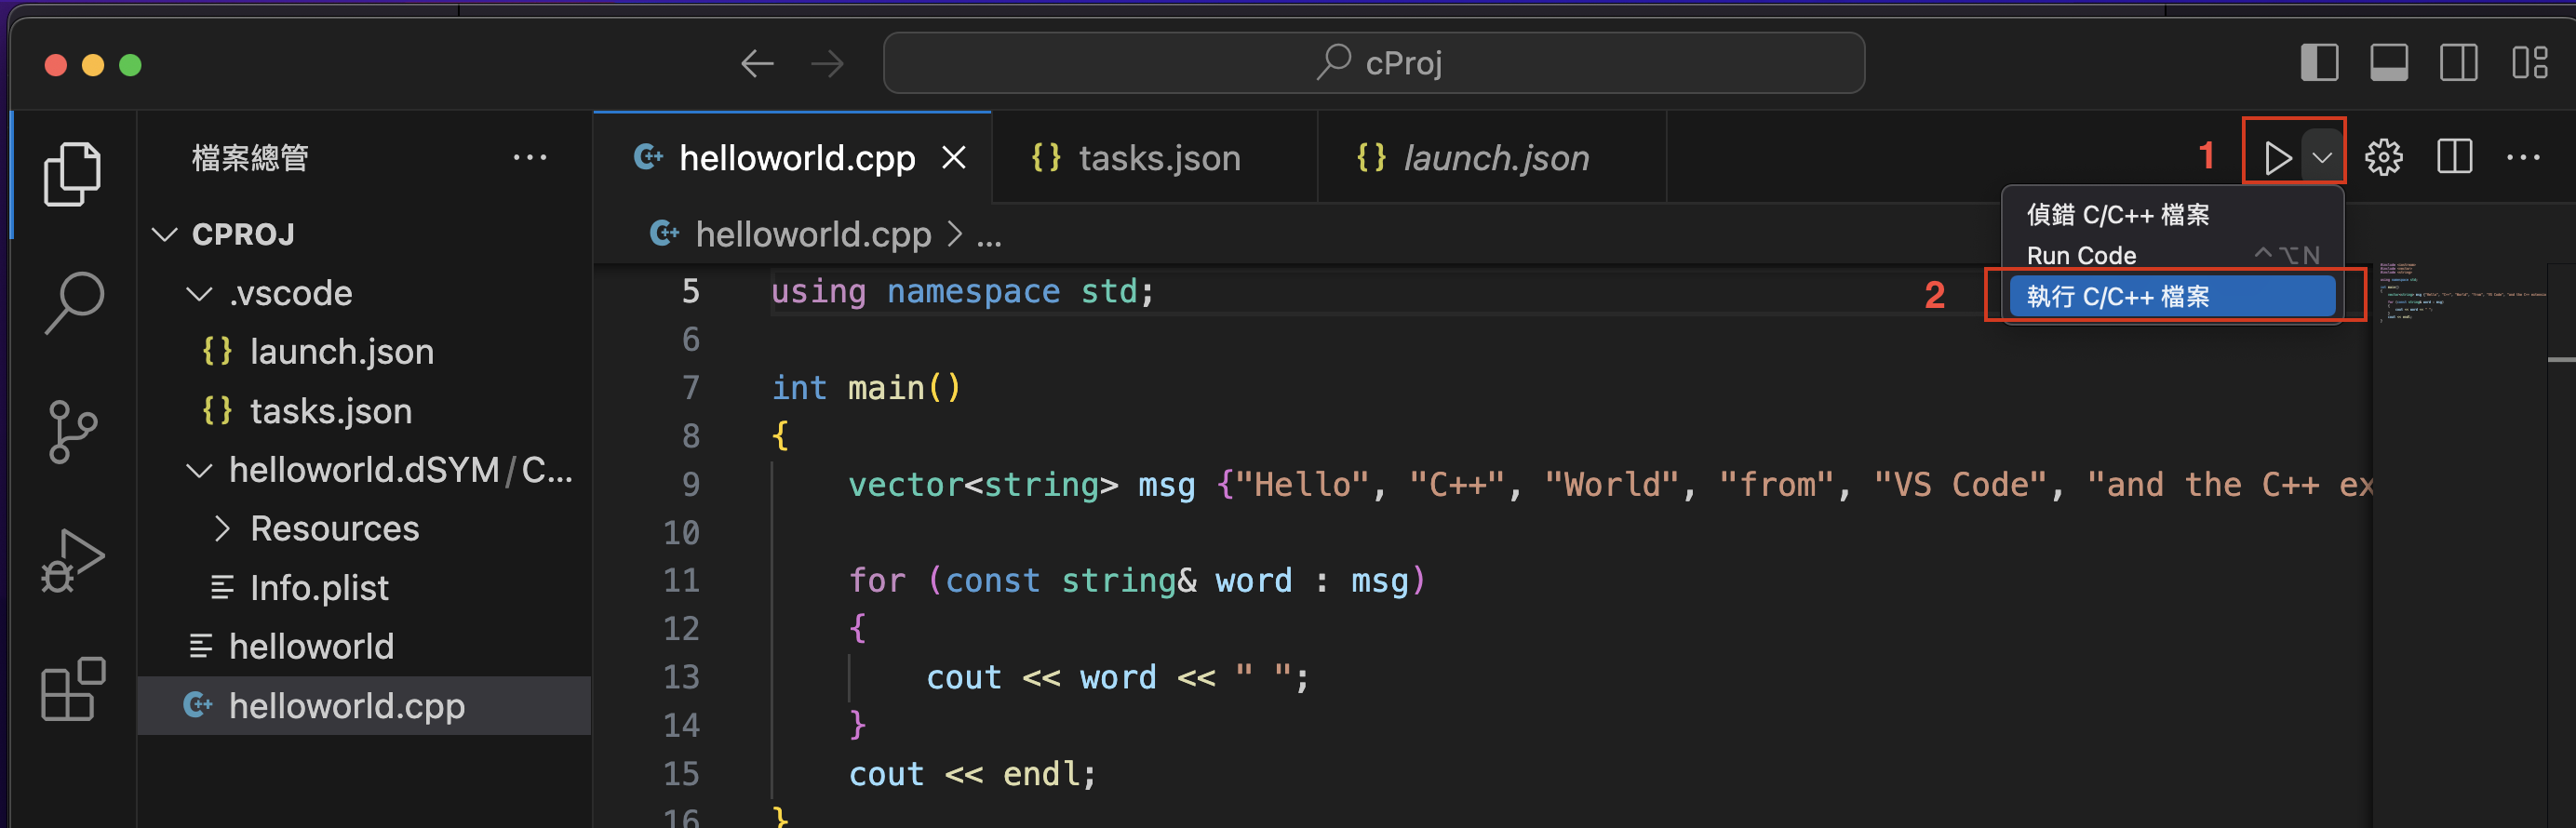 cProj
檔案總管
helloworld.cpp
tasks.json
launch.json
1
CPROJ
.vscode
launch.json
tasks.json
helloworld.dSYM/C...
Resources
Info.plist
helloworld
helloworld.cpp
helloworld.cpp > ...
偵錯 C/C++ 檔案
Run Code ^⌥N
2
執行 C/C++ 檔案
5 using namespace std;
6
7 int main()
8 {
9 vector<string> msg {"Hello", "C++", "World", "from", "VS Code", "and the C++ ex
10
11 for (const string& word : msg)
12 {
13 cout << word << " ";
14 }
15 cout << endl;
16 }